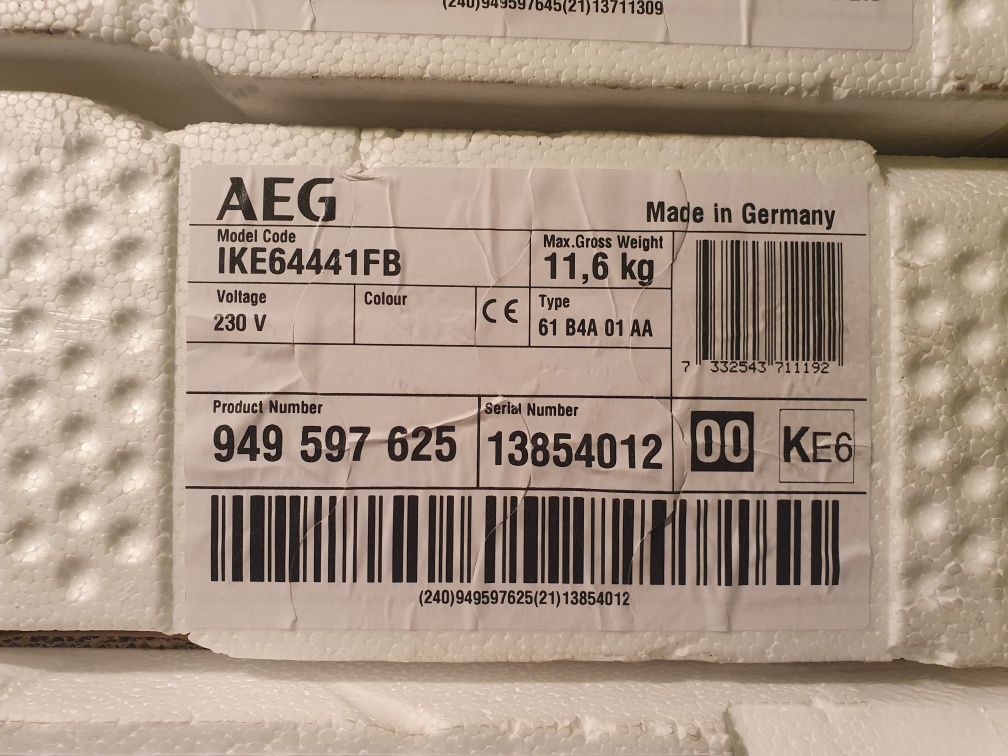 (240)949597645(21)13711309
AEG
Made in Germany
Model Code
IKE64441FB
Max.Gross Weight
11,6 kg
Voltage
230 V
Colour
CE
Type
61 B4A 01 AA
7 332543 711192
Product Number
949 597 625
Serial Number
13854012
00
KE6
(240)949597625(21)13854012